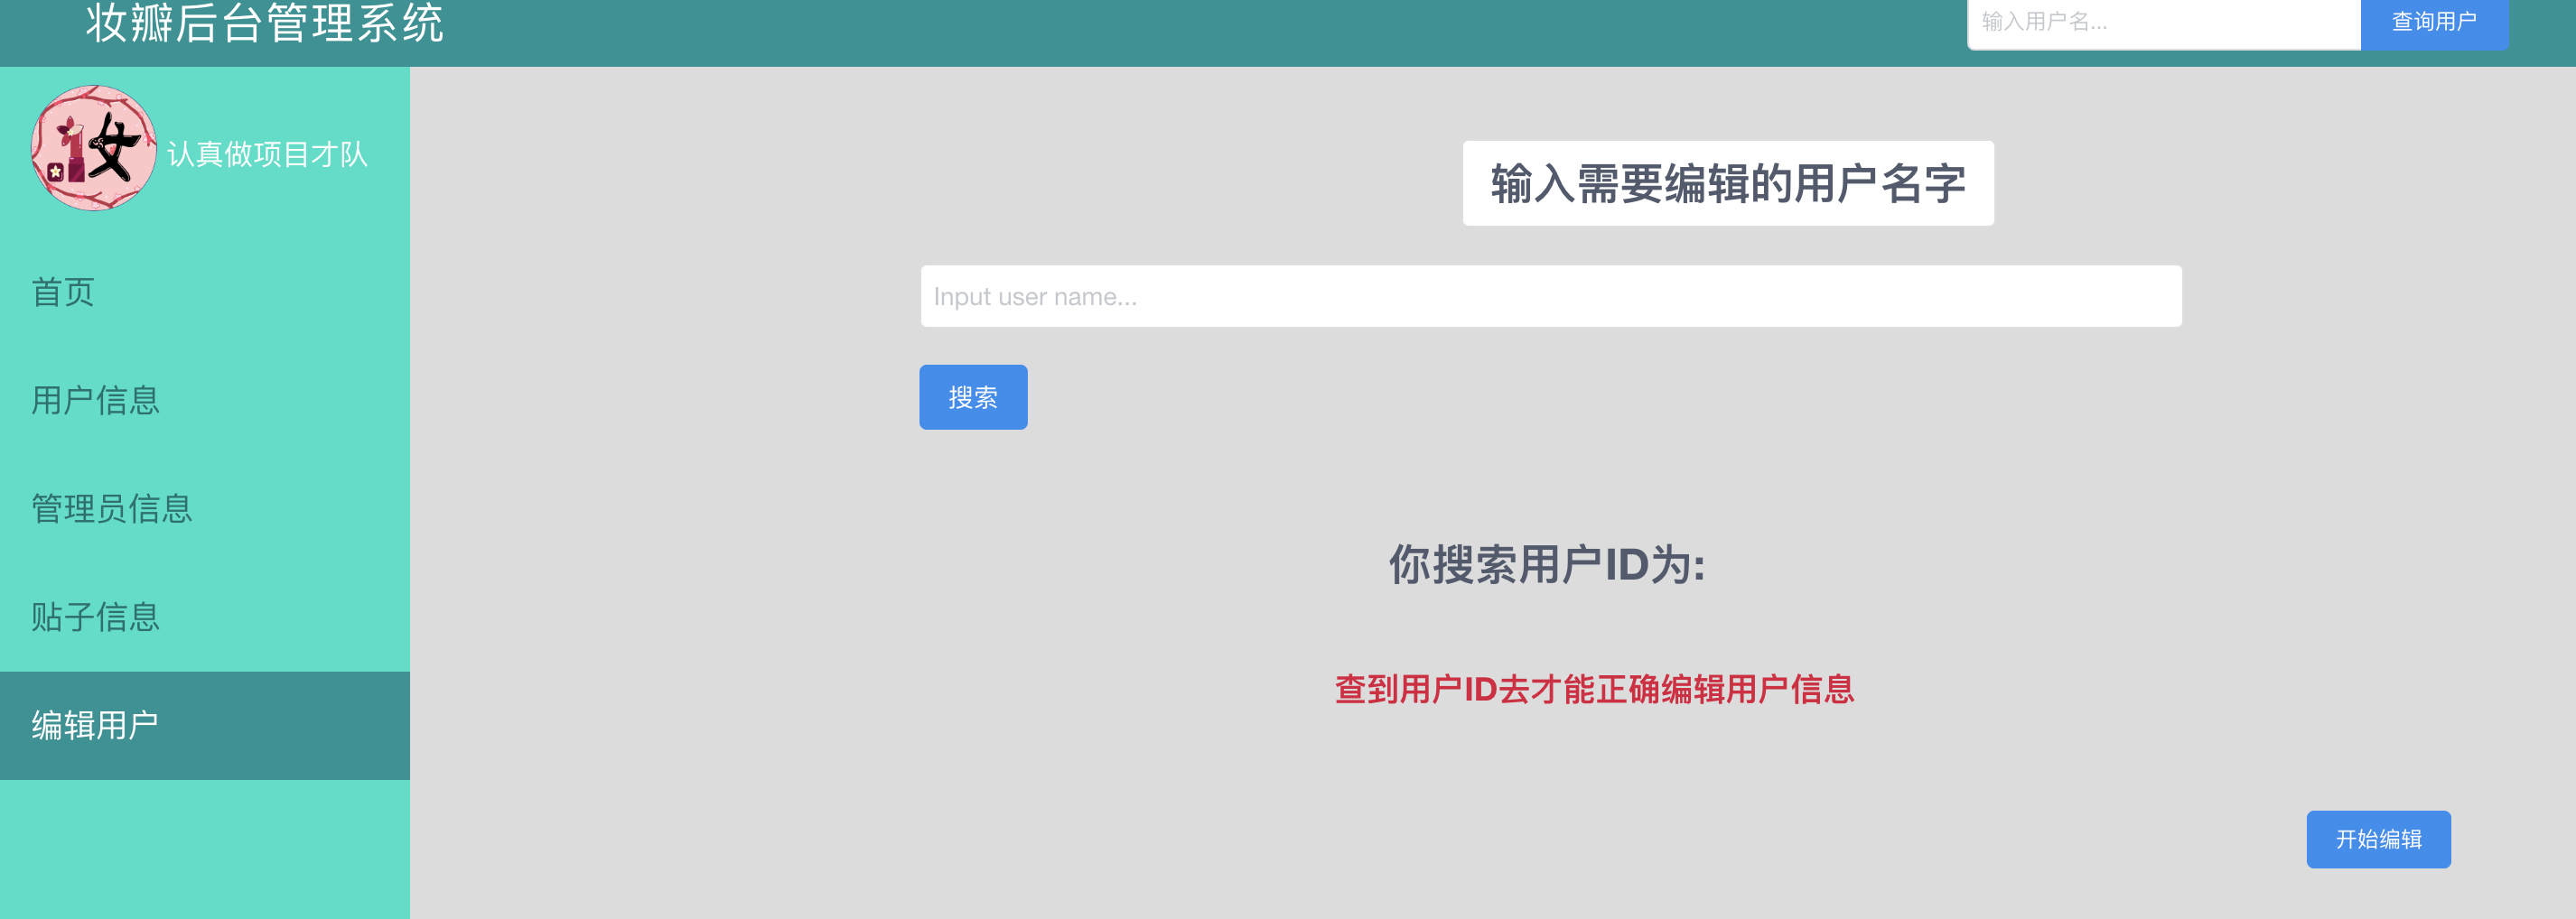 妆瓣后台管理系统
输入用户名...
查询用户
女
认真做项目才队
输入需要编辑的用户名字
首页
Input user name...
用户信息
搜索
管理员信息
你搜索用户ID为:
贴子信息
查到用户ID去才能正确编辑用户信息
编辑用户
开始编辑